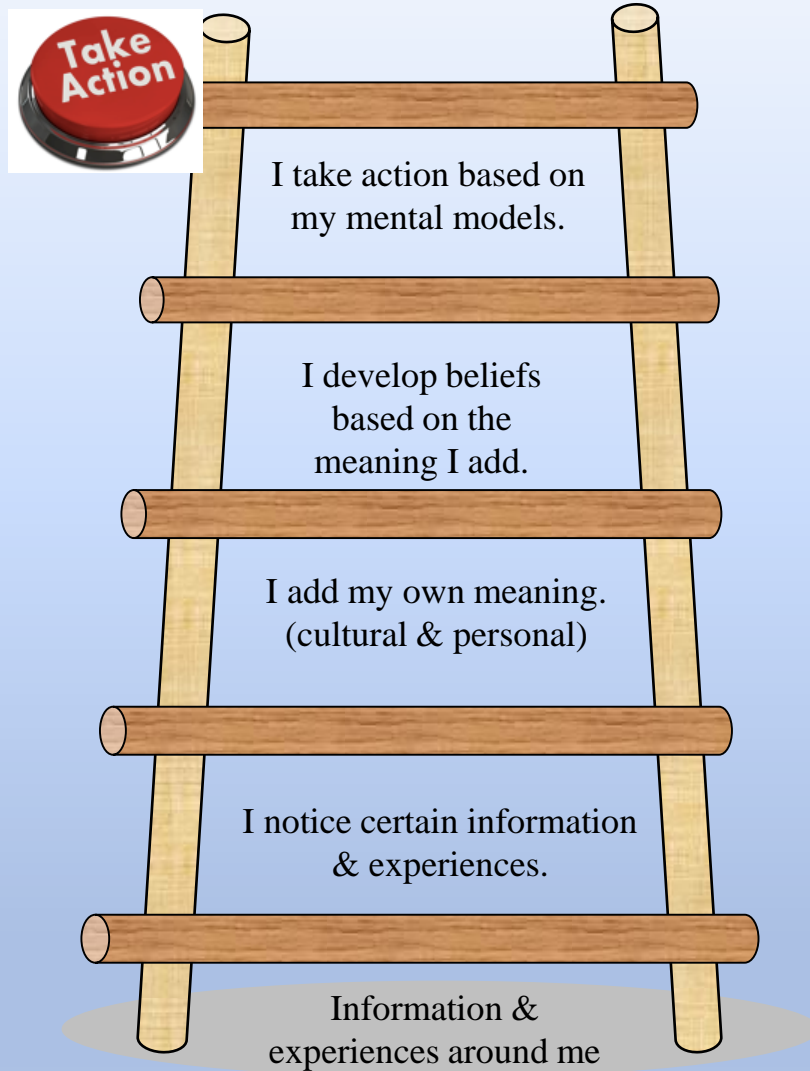 Take
Action
I take action based on
my mental models.
I develop beliefs
based on the
meaning I add.
I add my own meaning.
(cultural & personal)
I notice certain information
& experiences.
Information &
experiences around me